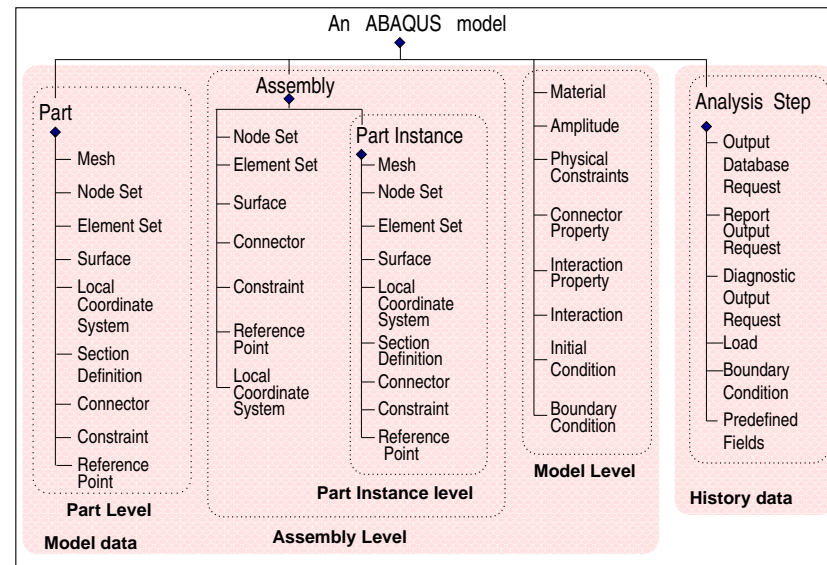 An ABAQUS model
Part
Mesh
Node Set
Element Set
Surface
Local
Coordinate
System
Section
Definition
Connector
Constraint
Reference
Point
Part Level
Model data
Assembly
Node Set
Element Set
Surface
Connector
Constraint
Reference
Point
Local
Coordinate
System
Part Instance
Mesh
Node Set
Element Set
Surface
Local
Coordinate
System
Section
Definition
Connector
Constraint
Reference
Point
Part Instance level
Assembly Level
Material
Amplitude
Physical
Constraints
Connector
Property
Interaction
Property
Interaction
Initial
Condition
Boundary
Condition
Model Level
Analysis Step
Output
Database
Request
Report
Output
Request
Diagnostic
Output
Request
Load
Boundary
Condition
Predefined
Fields
History data